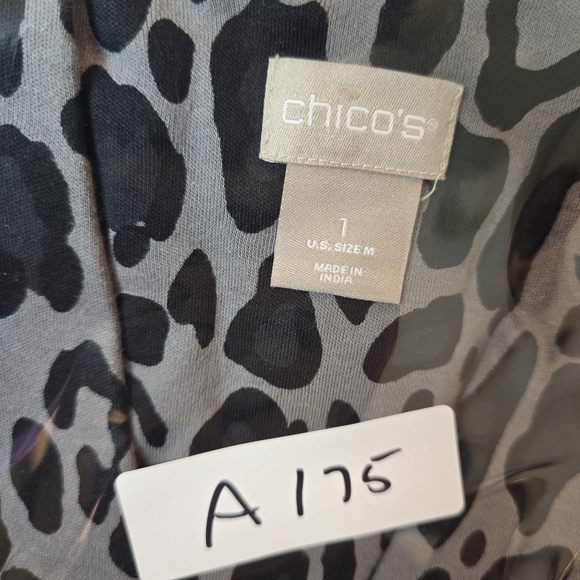 chico's®
1
U.S. SIZE M
MADE IN
INDIA
A 175